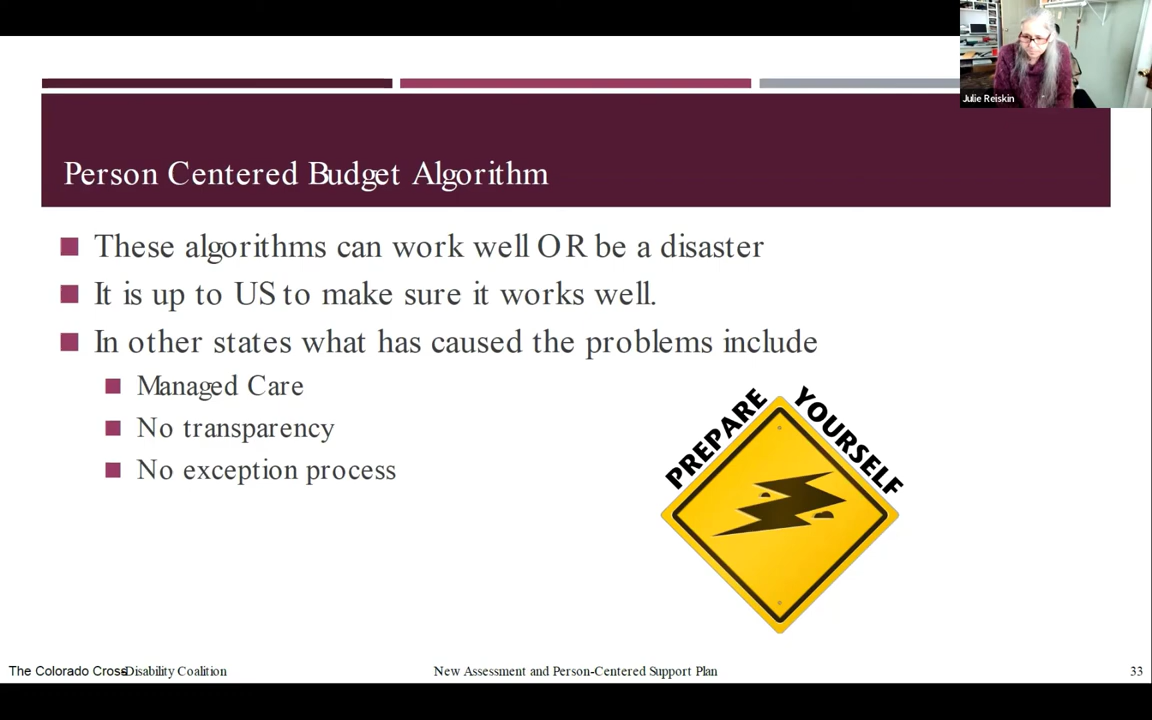 Julie Reiskin
Person Centered Budget Algorithm
These algorithms can work well OR be a disaster
It is up to US to make sure it works well.
In other states what has caused the problems include
Managed Care
No transparency
No exception process
PREPARE YOURSELF
The Colorado Cross-Disability Coalition
New Assessment and Person-Centered Support Plan
33